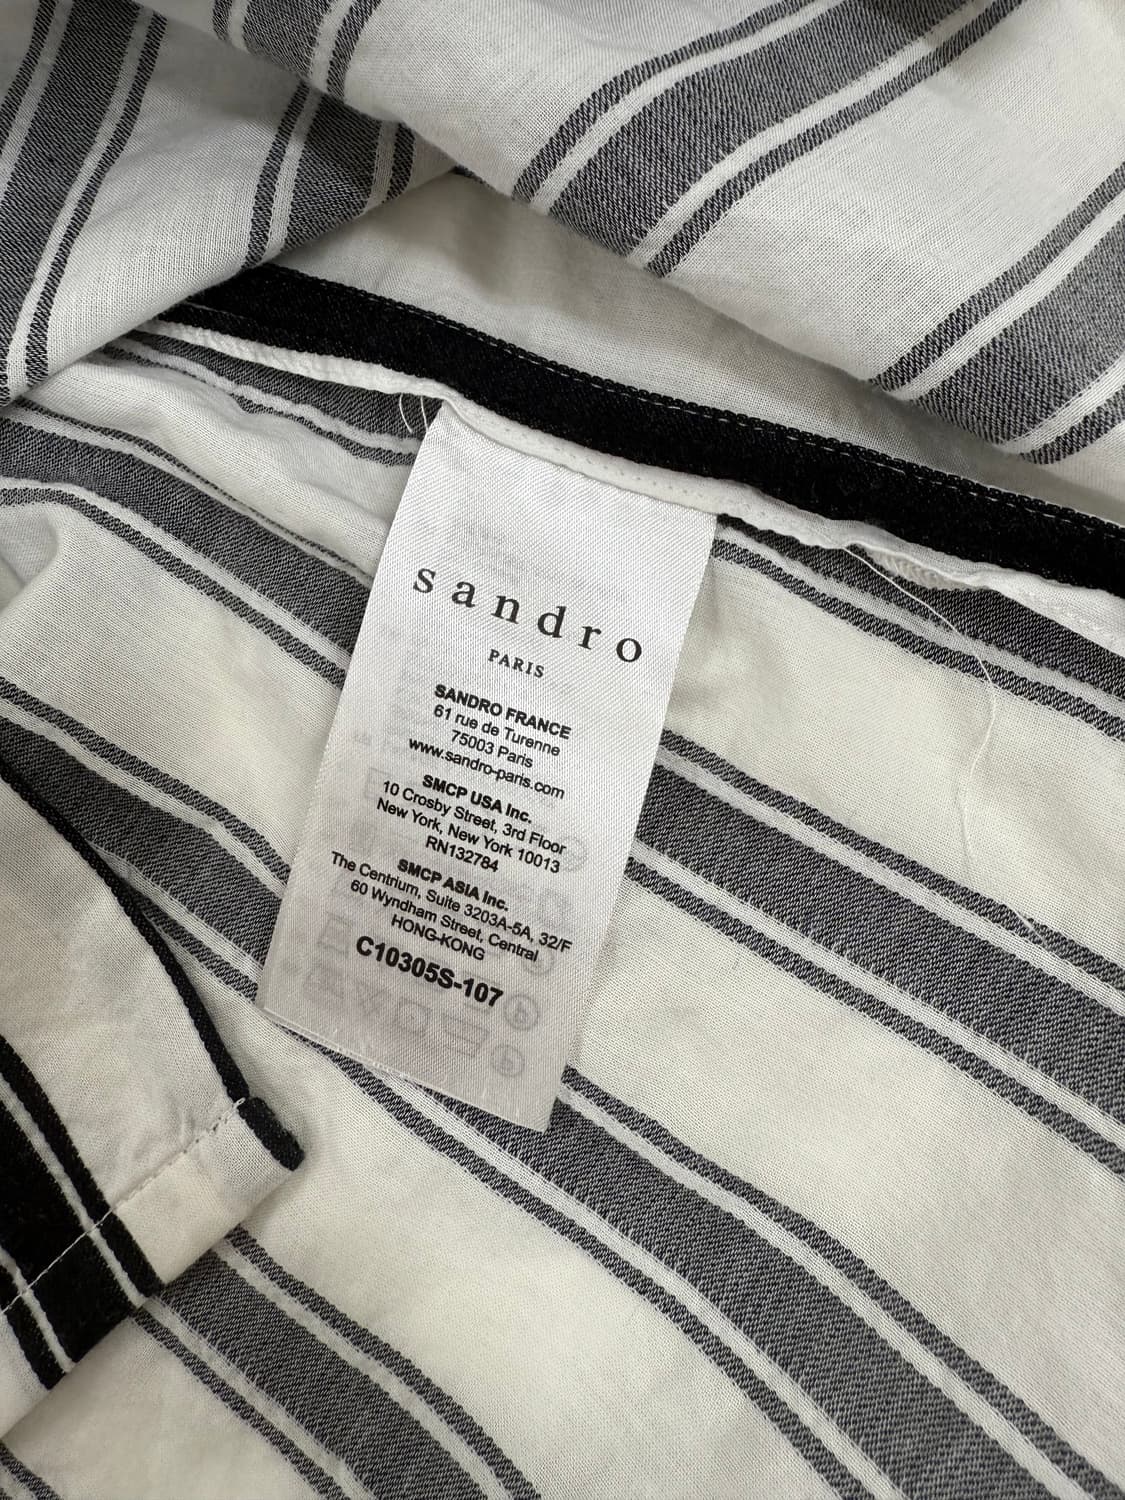 sandro
PARIS
SANDRO FRANCE
61 rue de Turenne
75003 Paris
www.sandro-paris.com
SMCP USA Inc.
10 Crosby Street, 3rd Floor
New York, New York 10013
RN132784
SMCP ASIA Inc.
The Centrium, Suite 3203A-5A, 32/F
60 Wyndham Street, Central
HONG-KONG
C10305S-107